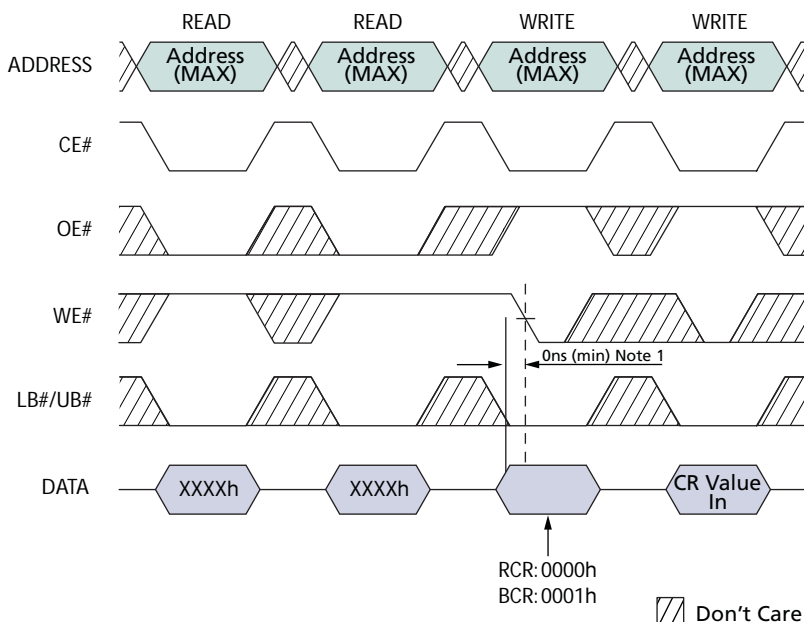 READ READ WRITE WRITE
ADDRESS Address Address Address Address
(MAX) (MAX) (MAX) (MAX)
CE#
OE#
WE#
0ns (min) Note 1
LB#/UB#
DATA XXXXh XXXXh CR Value
In
RCR: 0000h
BCR: 0001h
Don't Care